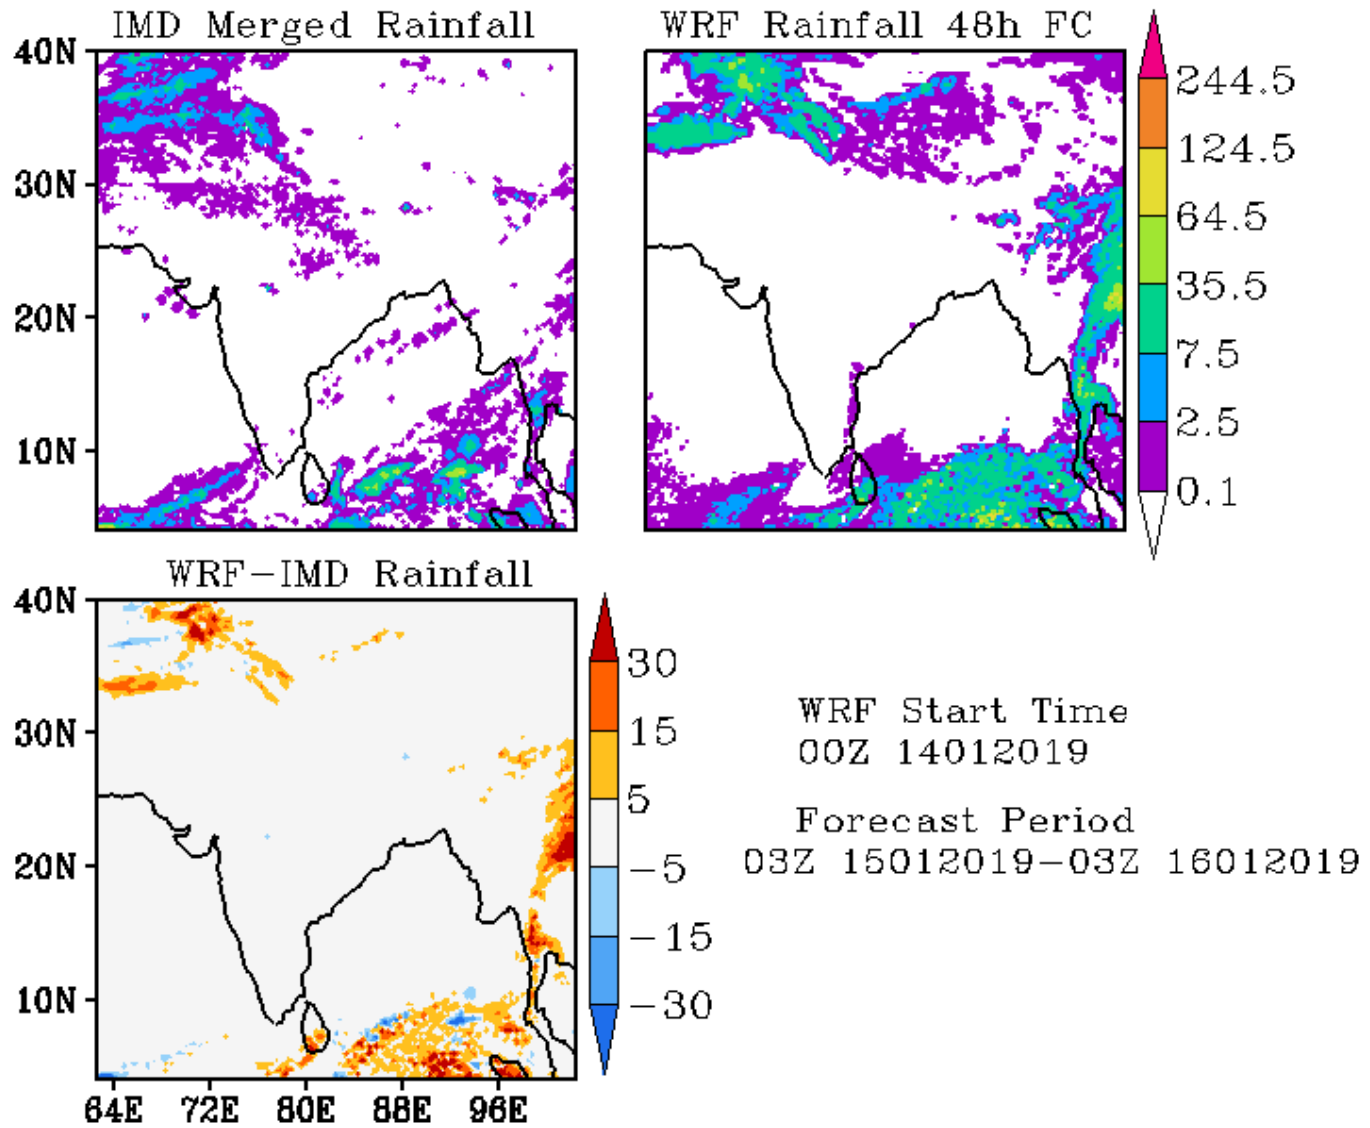 IMD Merged Rainfall
WRF Rainfall 48h FC
40N
30N
20N
10N
244.5
124.5
64.5
35.5
7.5
2.5
0.1
WRF-IMD Rainfall
40N
30N
20N
10N
64E 72E 80E 88E 96E
30
15
5
-5
-15
-30
WRF Start Time
00Z 14012019
Forecast Period
03Z 15012019-03Z 16012019